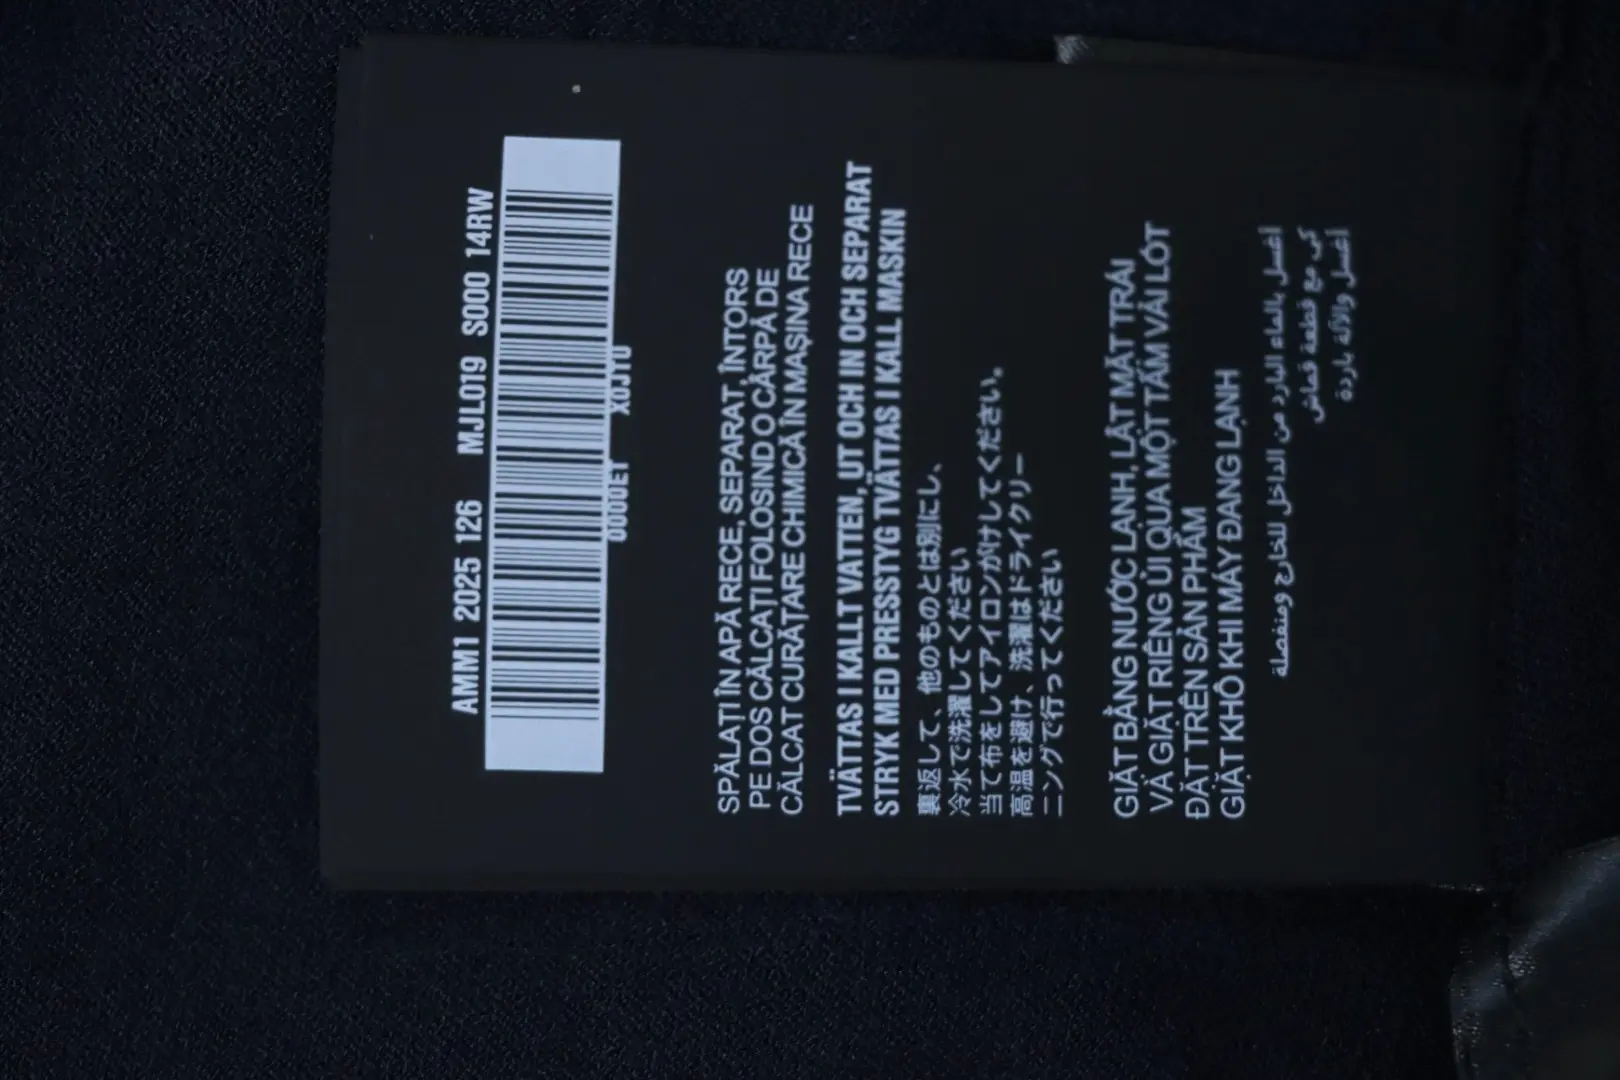 AMM1 2025 126 MJL019 S000 14RW
SPĂLAȚI ÎN APĂ RECE, SEPARAT, ÎNTORS
PE DOS CĂLCAȚI FOLOSIND O CÂRPĂ DE
CĂLCAT CURĂȚARE CHIMICĂ ÎN MAȘINA RECE
TVÄTTAS I KALLT VATTEN, UT OCH IN OCH SEPARAT
STRYK MED PRESSTYG TVÄTTAS I KALL MASKIN
裏返して、他のものとは別にし、
冷水で洗濯してください
当て布をしてアイロンがけしてください。
高温を避け、洗濯はドライクリー
ニングで行ってください
GIẶT BẰNG NƯỚC LẠNH, LẬT MẶT TRÁI
VÀ GIẶT RIÊNG ỦI QUA MỘT TẤM VẢI LÓT
ĐẶT TRÊN SẢN PHẨM
GIẶT KHÔ KHI MÁY ĐANG LẠNH
أغسل بالماء البارد من الداخل للخارج ومنفصلة
كي مع قطعة قماش
أغسل والآلة باردة